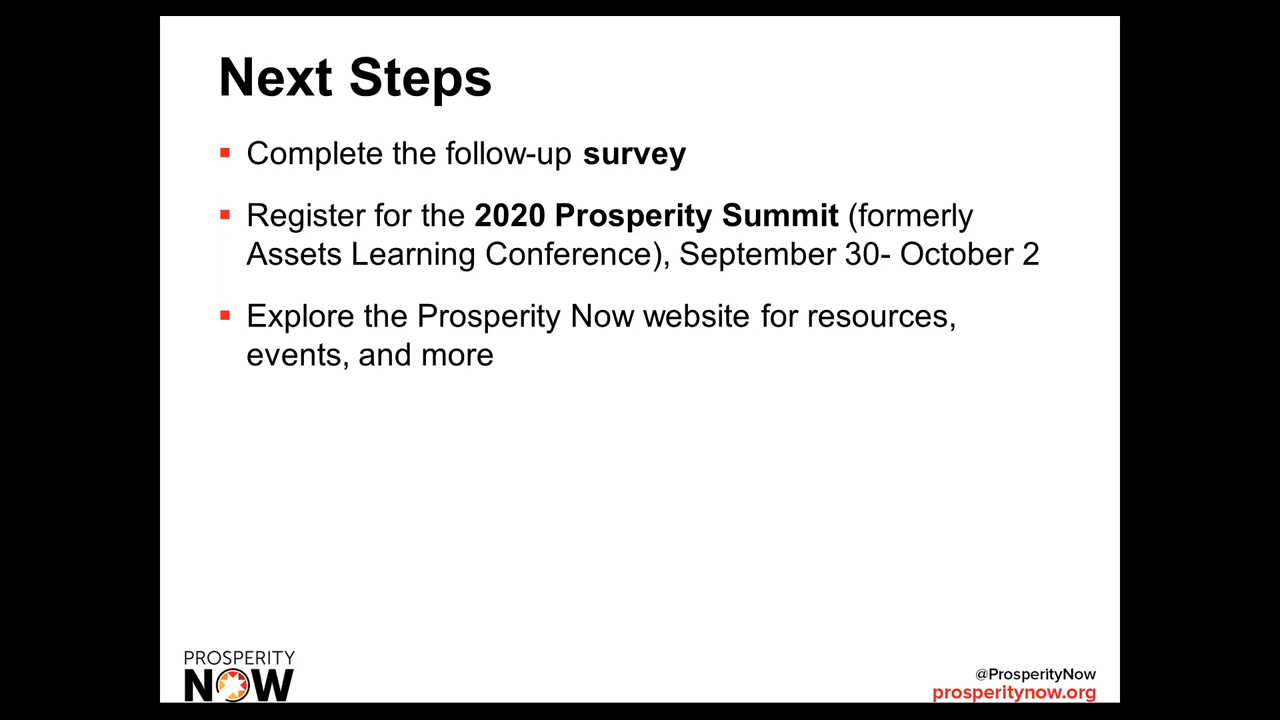 Next Steps
Complete the follow-up survey
Register for the 2020 Prosperity Summit (formerly
Assets Learning Conference), September 30- October 2
Explore the Prosperity Now website for resources,
events, and more
PROSPERITY
NOW
@ProsperityNow
prosperitynow.org